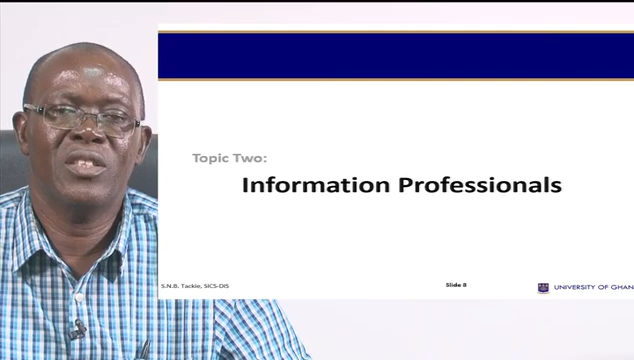 Topic Two:
Information Professionals
S.N.B. Tackie, SICS-DIS
Slide 8
UNIVERSITY OF GHAN